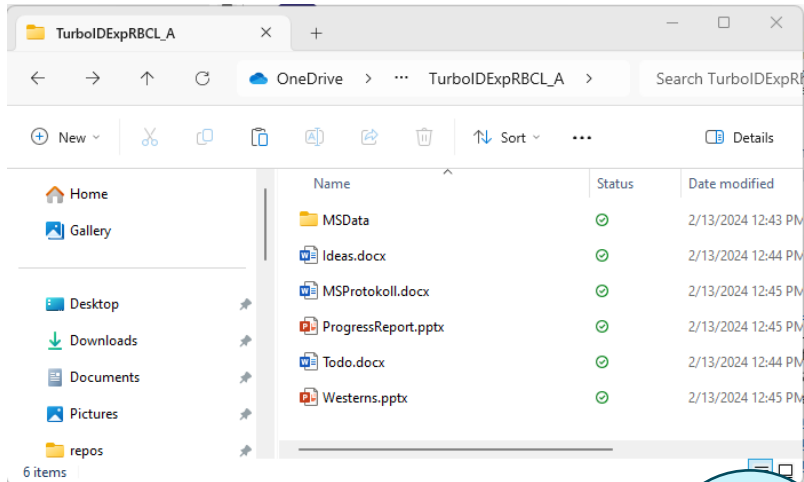 TurboIDExpRBCL_A
OneDrive > ... TurboIDExpRBCL_A > Search TurboIDExpR
New Sort ... Details
Name Status Date modified
Home
Gallery
Desktop
Downloads
Documents
Pictures
repos
MSData 2/13/2024 12:43 PM
Ideas.docx 2/13/2024 12:44 PM
MSProtokoll.docx 2/13/2024 12:45 PM
ProgressReport.pptx 2/13/2024 12:45 PM
Todo.docx 2/13/2024 12:44 PM
Westerns.pptx 2/13/2024 12:45 PM
6 items